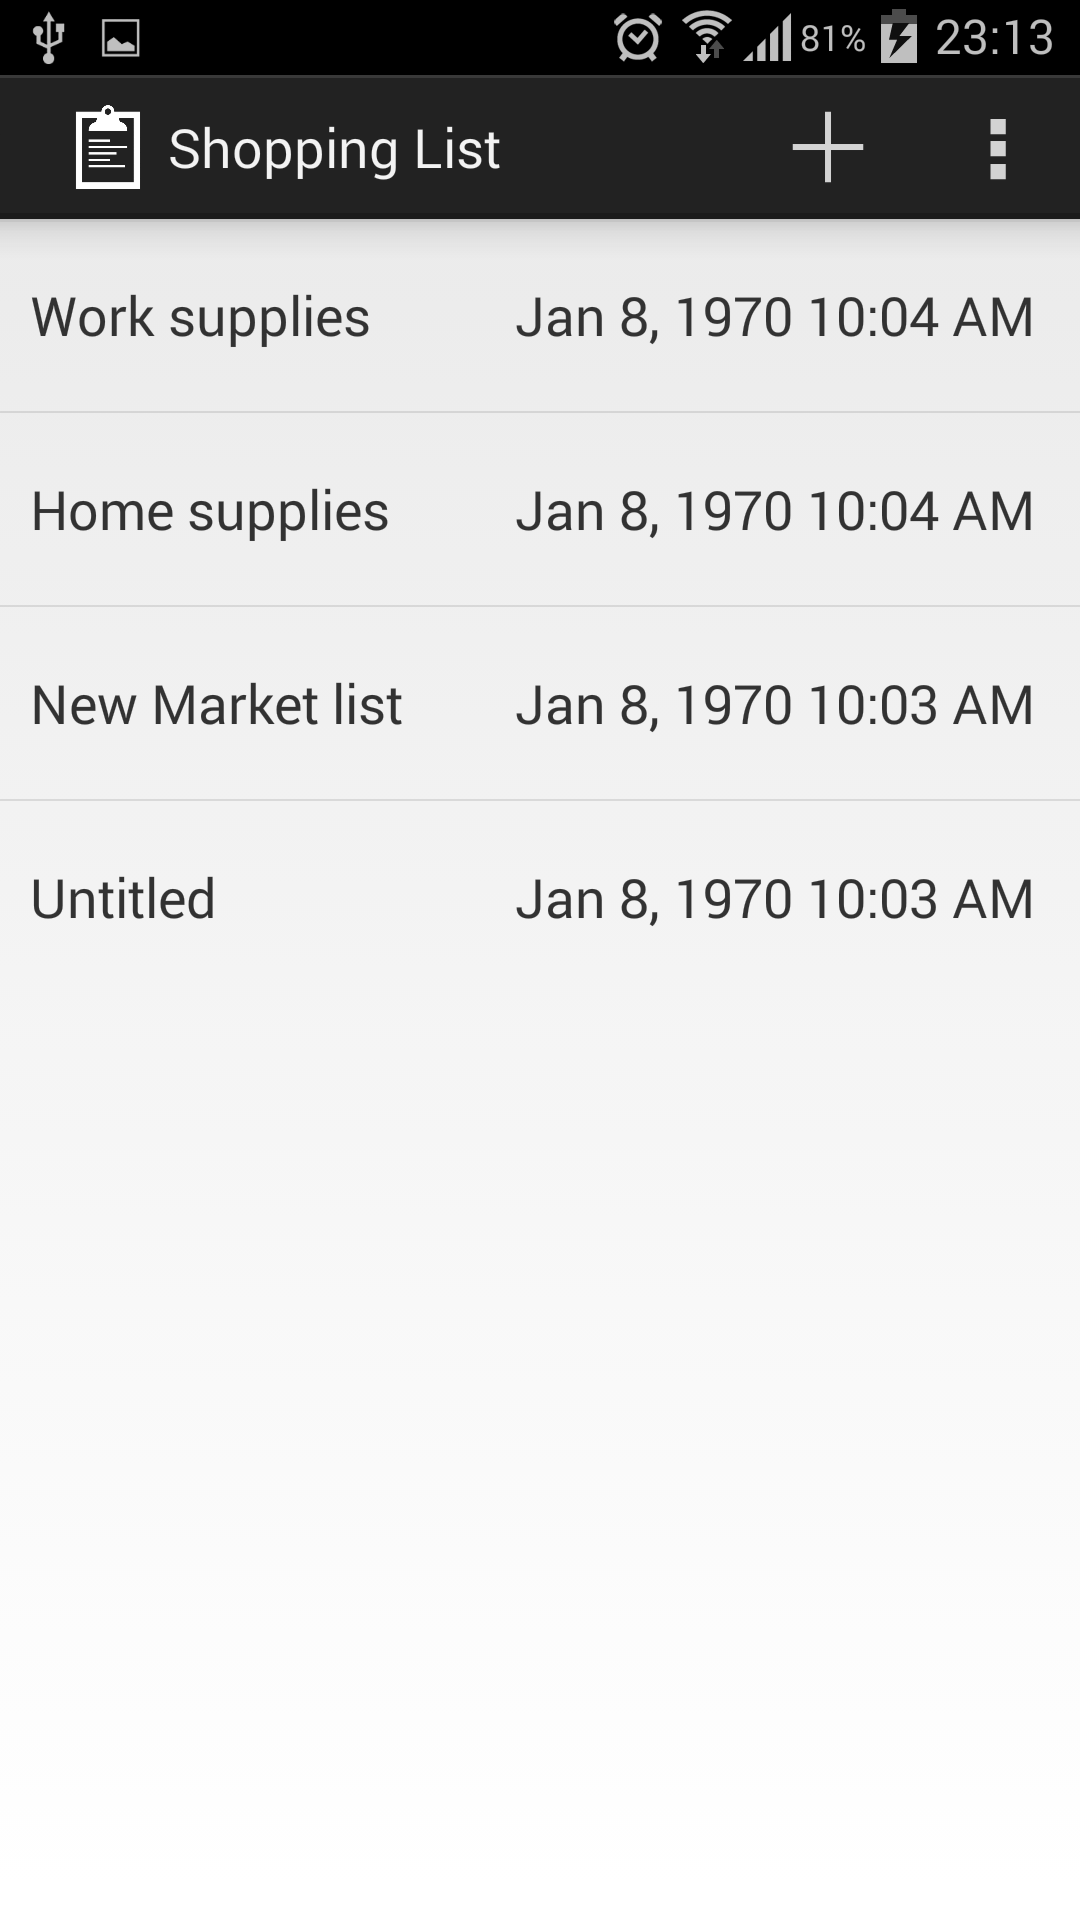 81% 23:13
Shopping List
Work supplies Jan 8, 1970 10:04 AM
Home supplies Jan 8, 1970 10:04 AM
New Market list Jan 8, 1970 10:03 AM
Untitled Jan 8, 1970 10:03 AM